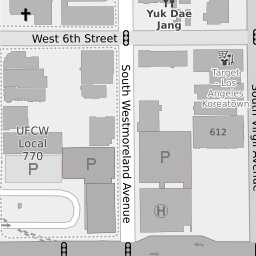 Yuk Dae
Jang
West 6th Street
Target
- Los
Angeles
Koreatown
South Westmoreland Avenue
UFCW
Local
770
612
P
P
P
H
South Virgil Avenue